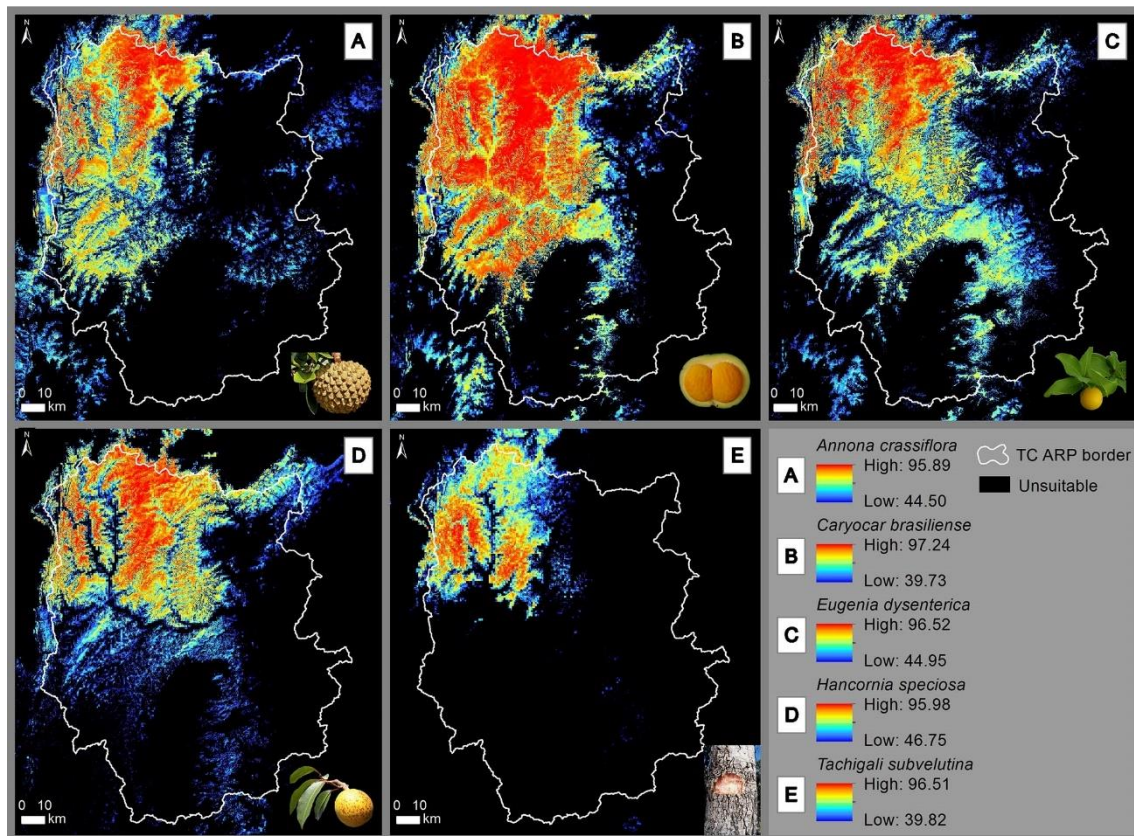 N
A
0 10
km
N
B
0 10
km
N
C
0 10
km
N
D
0 10
km
N
E
0 10
km
Annona crassiflora
A
High: 95.89
Low: 44.50
TC ARP border
Unsuitable
Caryocar brasiliense
B
High: 97.24
Low: 39.73
Eugenia dysenterica
C
High: 96.52
Low: 44.95
Hancornia speciosa
D
High: 95.98
Low: 46.75
Tachigali subvelutina
E
High: 96.51
Low: 39.82